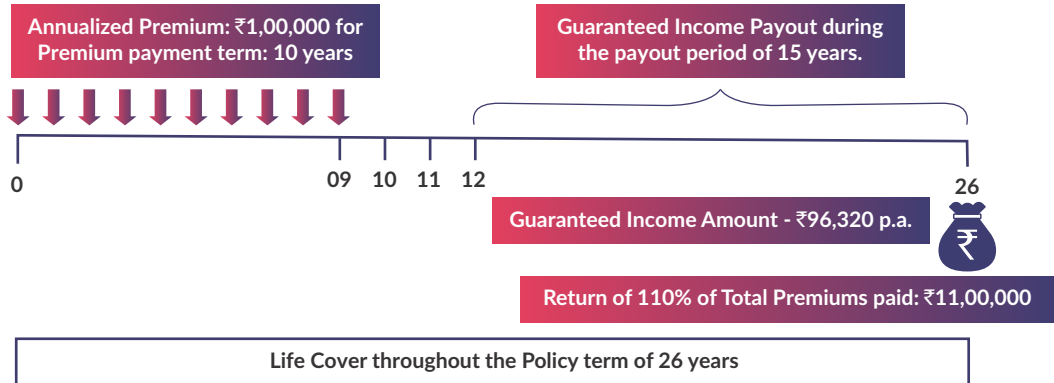 Annualized Premium: ₹1,00,000 for
Premium payment term: 10 years
Guaranteed Income Payout during
the payout period of 15 years.
0
09
10
11
12
26
Guaranteed Income Amount - ₹96,320 p.a.
₹
Return of 110% of Total Premiums paid: ₹11,00,000
Life Cover throughout the Policy term of 26 years